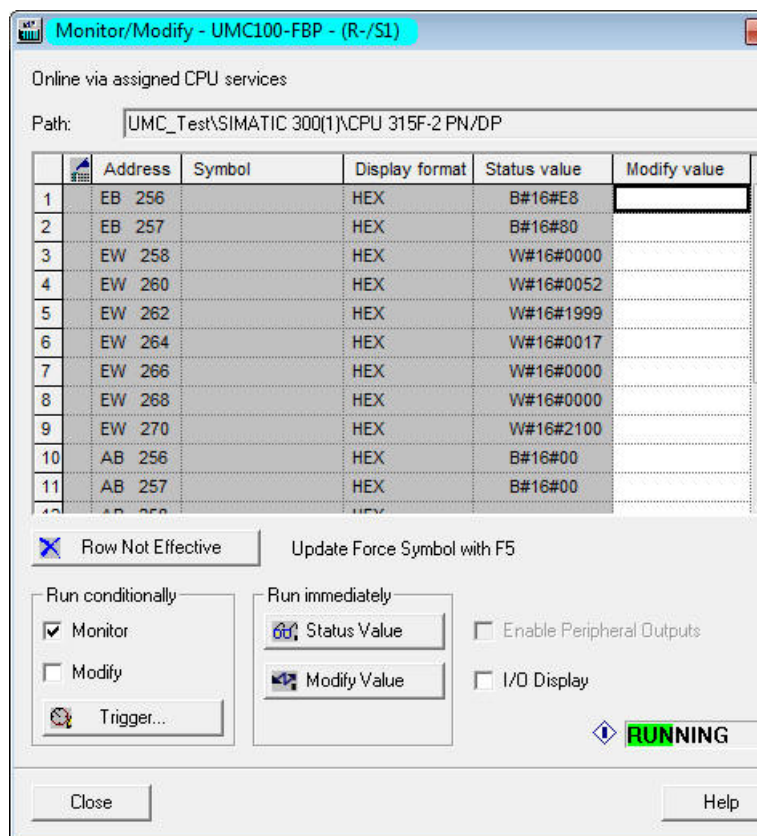 Monitor/Modify - UMC100-FBP - (R-/S1)
Online via assigned CPU services
Path: UMC_Test\SIMATIC 300(1)\CPU 315F-2 PN/DP
Address Symbol Display format Status value Modify value
1 EB 256 HEX B#16#E8
2 EB 257 HEX B#16#80
3 EW 258 HEX W#16#0000
4 EW 260 HEX W#16#0052
5 EW 262 HEX W#16#1999
6 EW 264 HEX W#16#0017
7 EW 266 HEX W#16#0000
8 EW 268 HEX W#16#0000
9 EW 270 HEX W#16#2100
10 AB 256 HEX B#16#00
11 AB 257 HEX B#16#00
Row Not Effective Update Force Symbol with F5
Run conditionally Run immediately
Monitor Status Value Enable Peripheral Outputs
Modify Modify Value I/O Display
Trigger...
RUNNING
Close Help